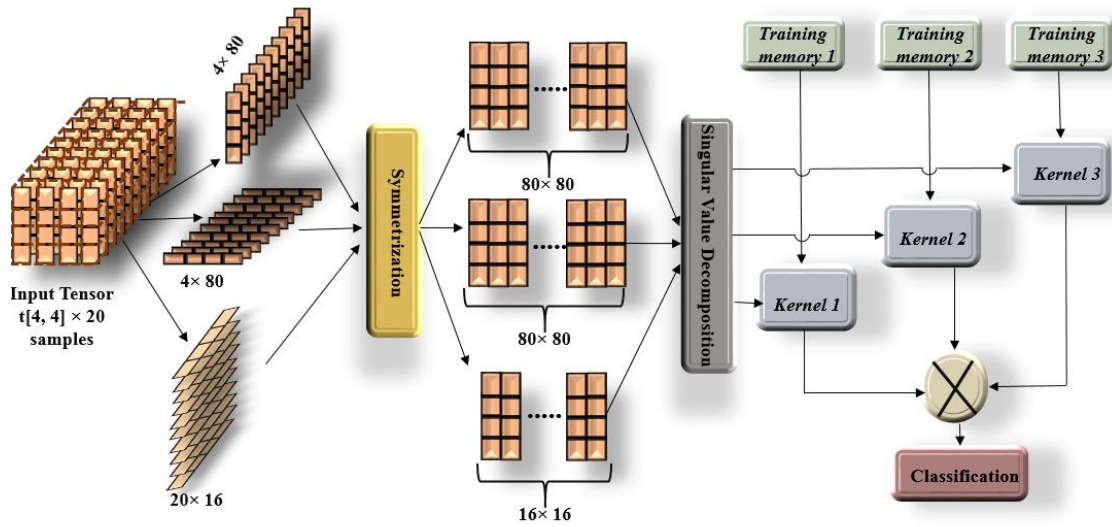 4× 80
4× 80
20× 16
Input Tensor
t[4, 4] × 20
samples
Symmetrization
80× 80
80× 80
16× 16
Singular Value Decomposition
Training
memory 1
Training
memory 2
Training
memory 3
Kernel 3
Kernel 2
Kernel 1
Classification